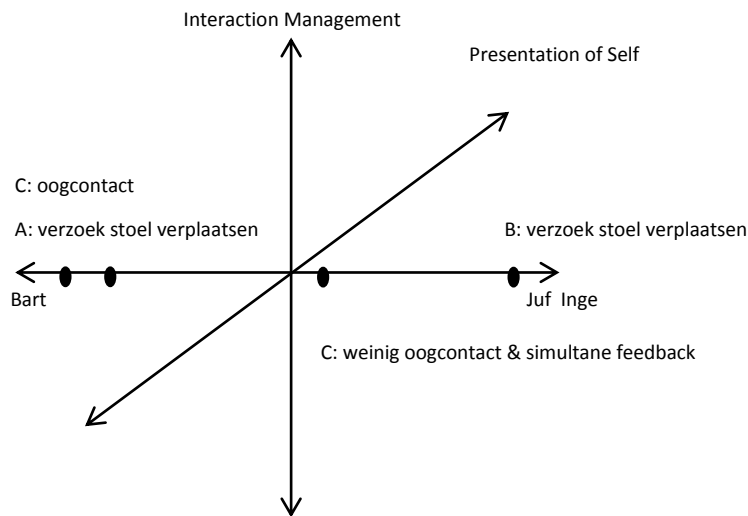 Interaction Management
Presentation of Self
C: oogcontact
A: verzoek stoel verplaatsen
B: verzoek stoel verplaatsen
Bart
Juf Inge
C: weinig oogcontact & simultane feedback